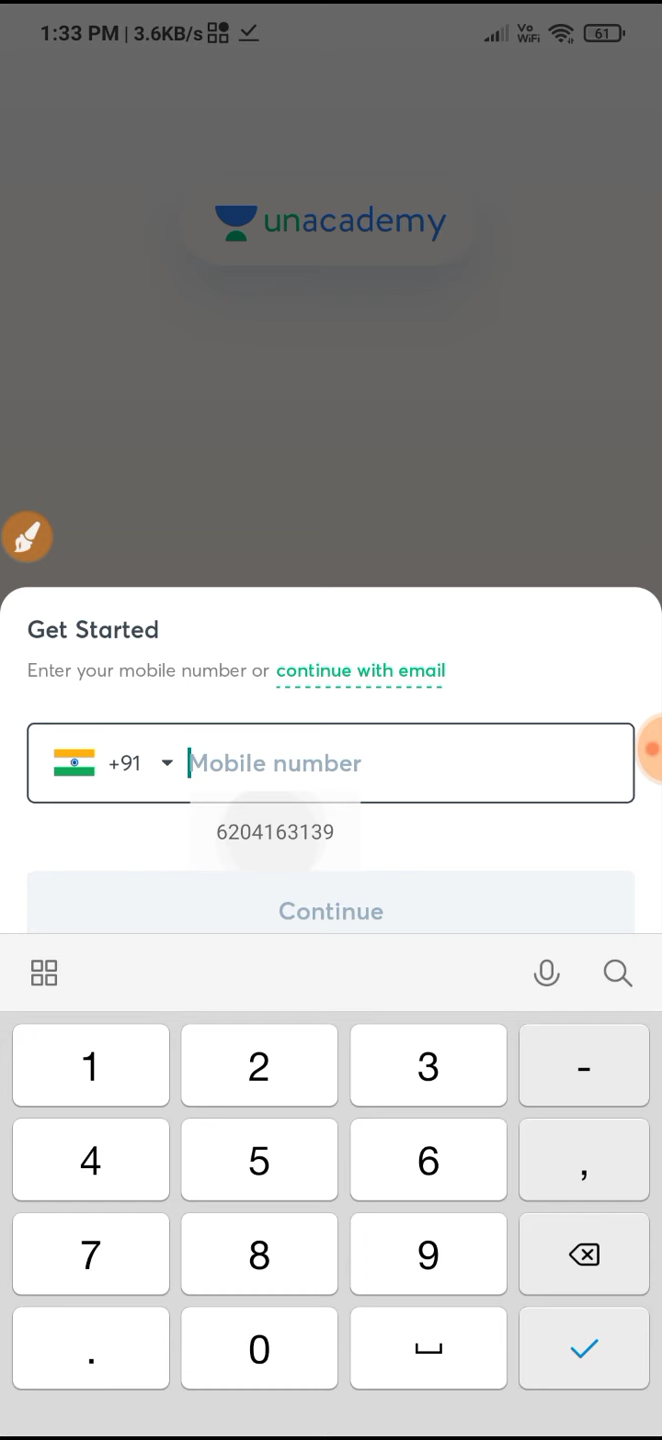 1:33 PM | 3.6KB/s Vo WiFi 61
unacademy
Get Started
Enter your mobile number or continue with email
+91 Mobile number
6204163139
Continue
1 2 3 -
4 5 6 ,
7 8 9
. 0